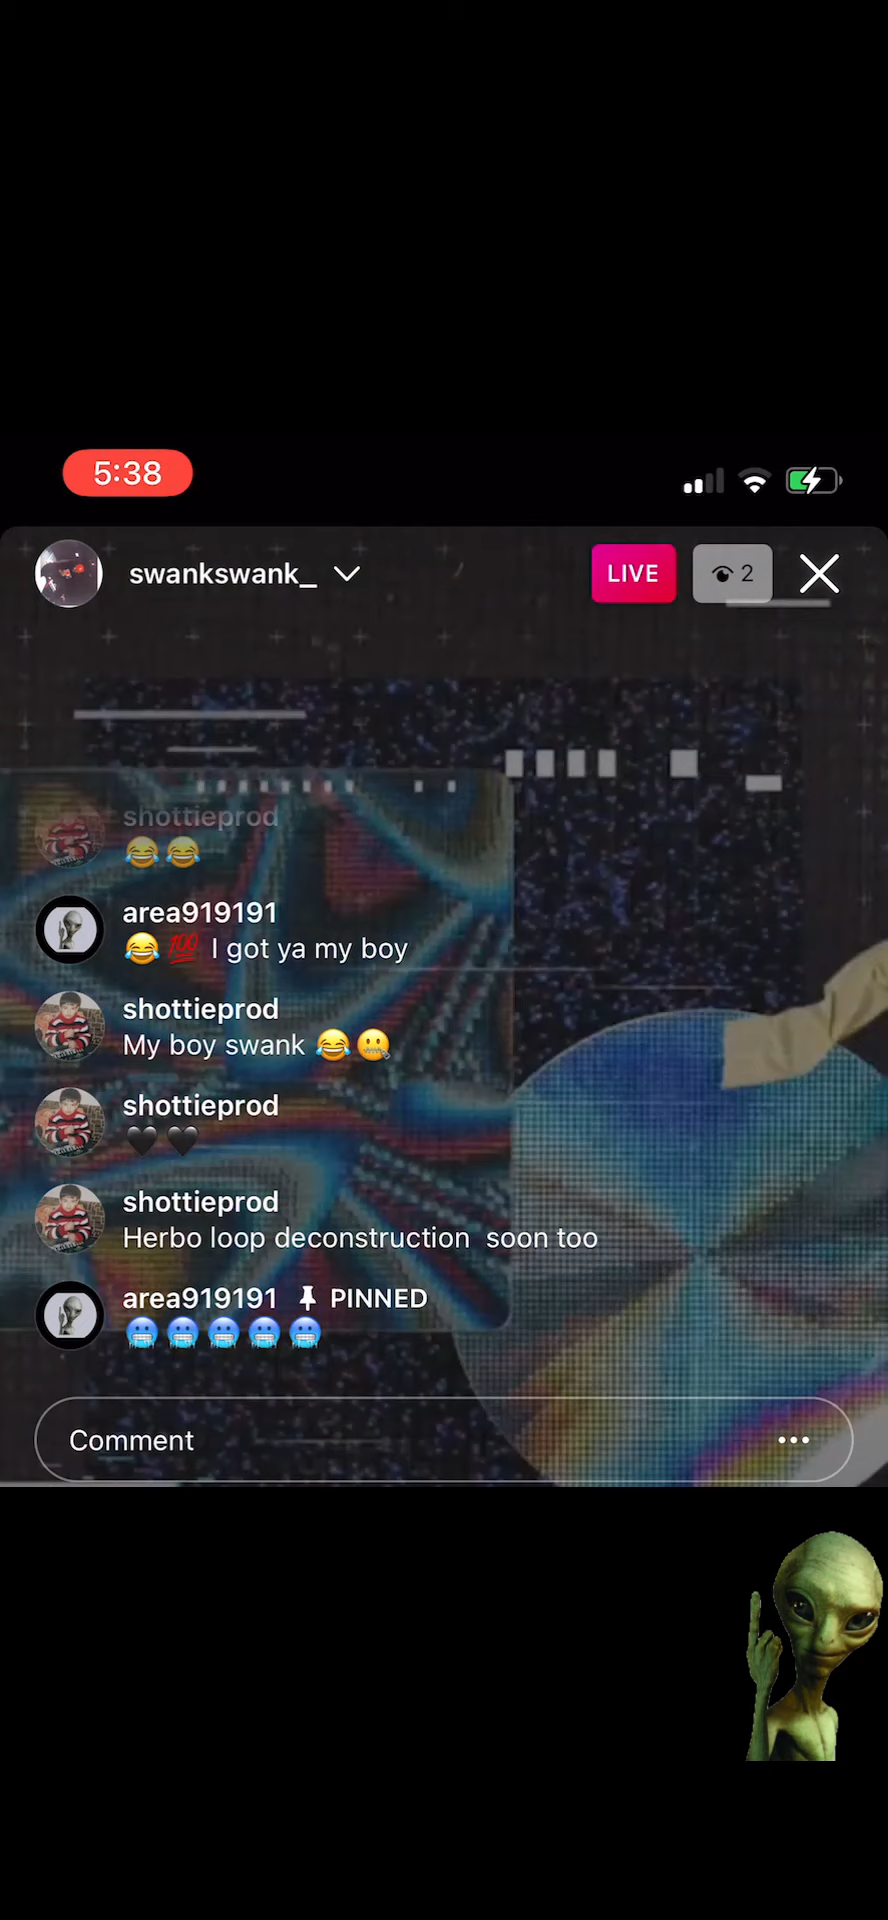 5:38
swankswank_
LIVE
2
shottieprod
😂😂
area919191
😂💯 I got ya my boy
shottieprod
My boy swank 😂🤐
shottieprod
🖤🖤
shottieprod
Herbo loop deconstruction  soon too
area919191 PINNED
🥶🥶🥶🥶🥶
Comment